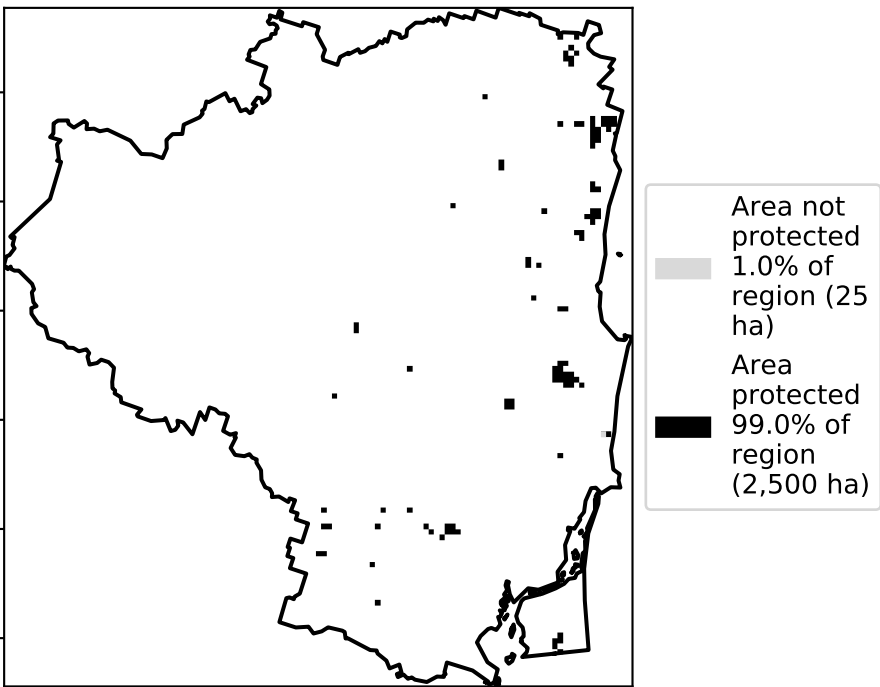 Area not
protected
1.0% of
region (25
ha)
Area
protected
99.0% of
region
(2,500 ha)